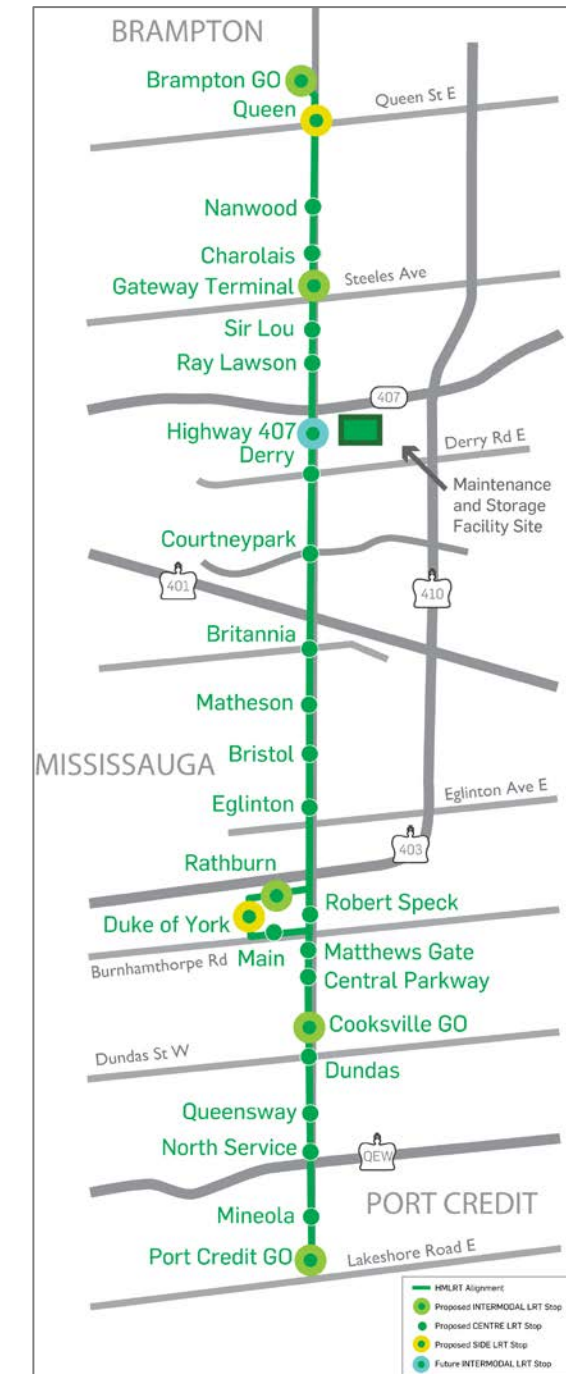 BRAMPTON
Brampton GO
Queen St E
Queen
Nanwood
Charolais
Steeles Ave
Gateway Terminal
Sir Lou
Ray Lawson
407
Highway 407
Derry Rd E
Derry
Maintenance
and Storage
Facility Site
Courtneypark
401
410
Britannia
Matheson
MISSISSAUGA
Bristol
Eglinton Ave E
Eglinton
403
Rathburn
Robert Speck
Duke of York
Main
Matthews Gate
Burnhamthorpe Rd
Central Parkway
Cooksville GO
Dundas St W
Dundas
Queensway
North Service
QEW
PORT CREDIT
Mineola
Port Credit GO
Lakeshore Road E
HMLRT Alignment
Proposed INTERMODAL LRT Stop
Proposed CENTRE LRT Stop
Proposed SIDE LRT Stop
Future INTERMODAL LRT Stop